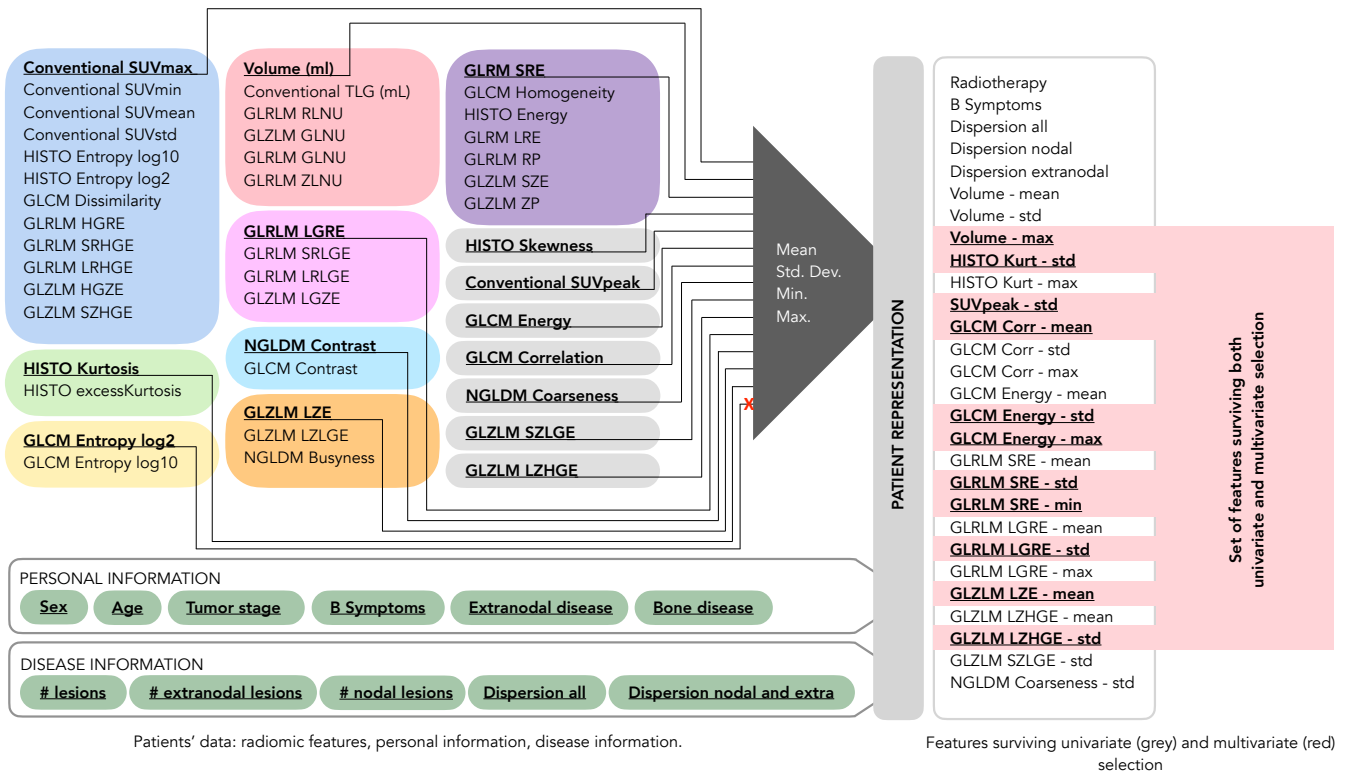 Conventional SUVmax
Conventional SUVmin
Conventional SUVmean
Conventional SUVstd
HISTO Entropy log10
HISTO Entropy log2
GLCM Dissimilarity
GLRLM HGRE
GLRLM SRHGE
GLRLM LRHGE
GLZLM HGZE
GLZLM SZHGE
HISTO Kurtosis
HISTO excessKurtosis
GLCM Entropy log2
GLCM Entropy log10
Volume (ml)
Conventional TLG (mL)
GLRLM RLNU
GLZLM GLNU
GLRLM GLNU
GLRLM ZLNU
GLRLM LGRE
GLRLM SRLGE
GLRLM LRLGE
GLZLM LGZE
NGLDM Contrast
GLCM Contrast
GLZLM LZE
GLZLM LZLGE
NGLDM Busyness
GLRM SRE
GLCM Homogeneity
HISTO Energy
GLRM LRE
GLRLM RP
GLZLM SZE
GLZLM ZP
HISTO Skewness
Conventional SUVpeak
GLCM Energy
GLCM Correlation
NGLDM Coarseness
GLZLM SZLGE
GLZLM LZHGE
X
Mean
Std. Dev.
Min.
Max.
PERSONAL INFORMATION
Sex Age Tumor stage B Symptoms Extranodal disease Bone disease
DISEASE INFORMATION
# lesions # extranodal lesions # nodal lesions Dispersion all Dispersion nodal and extra
Patients' data: radiomic features, personal information, disease information.
PATIENT REPRESENTATION
Radiotherapy
B Symptoms
Dispersion all
Dispersion nodal
Dispersion extranodal
Volume - mean
Volume - std
Volume - max
HISTO Kurt - std
HISTO Kurt - max
SUVpeak - std
GLCM Corr - mean
GLCM Corr - std
GLCM Corr - max
GLCM Energy - mean
GLCM Energy - std
GLCM Energy - max
GLRLM SRE - mean
GLRLM SRE - std
GLRLM SRE - min
GLRLM LGRE - mean
GLRLM LGRE - std
GLRLM LGRE - max
GLZLM LZE - mean
GLZLM LZHGE - mean
GLZLM LZHGE - std
GLZLM SZLGE - std
NGLDM Coarseness - std
Set of features surviving both
univariate and multivariate selection
Features surviving univariate (grey) and multivariate (red)
selection